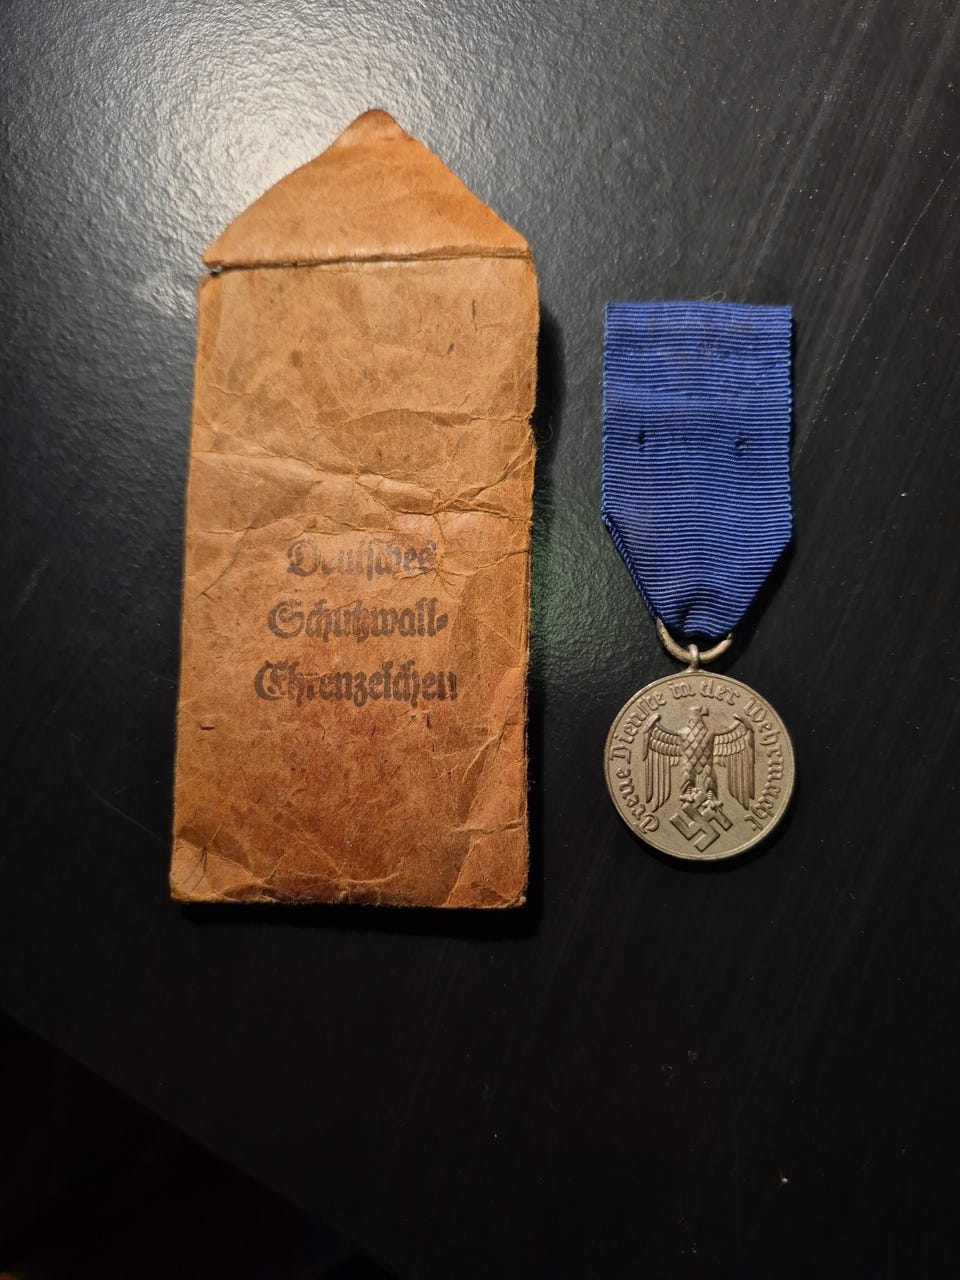 Deutsches
Schutzwall-
Ehrenzeichen
Treue Dienste in der Wehrmacht